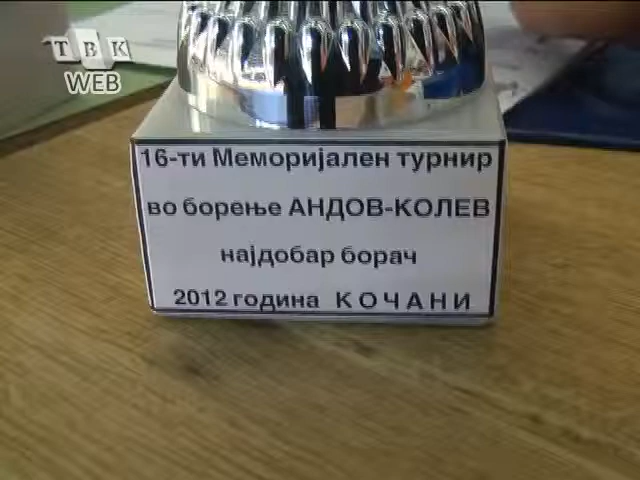 ТВК
WEB
16-ти Меморијален турнир
во борење АНДОВ-КОЛЕВ
најдобар борач
2012 година КОЧАНИ